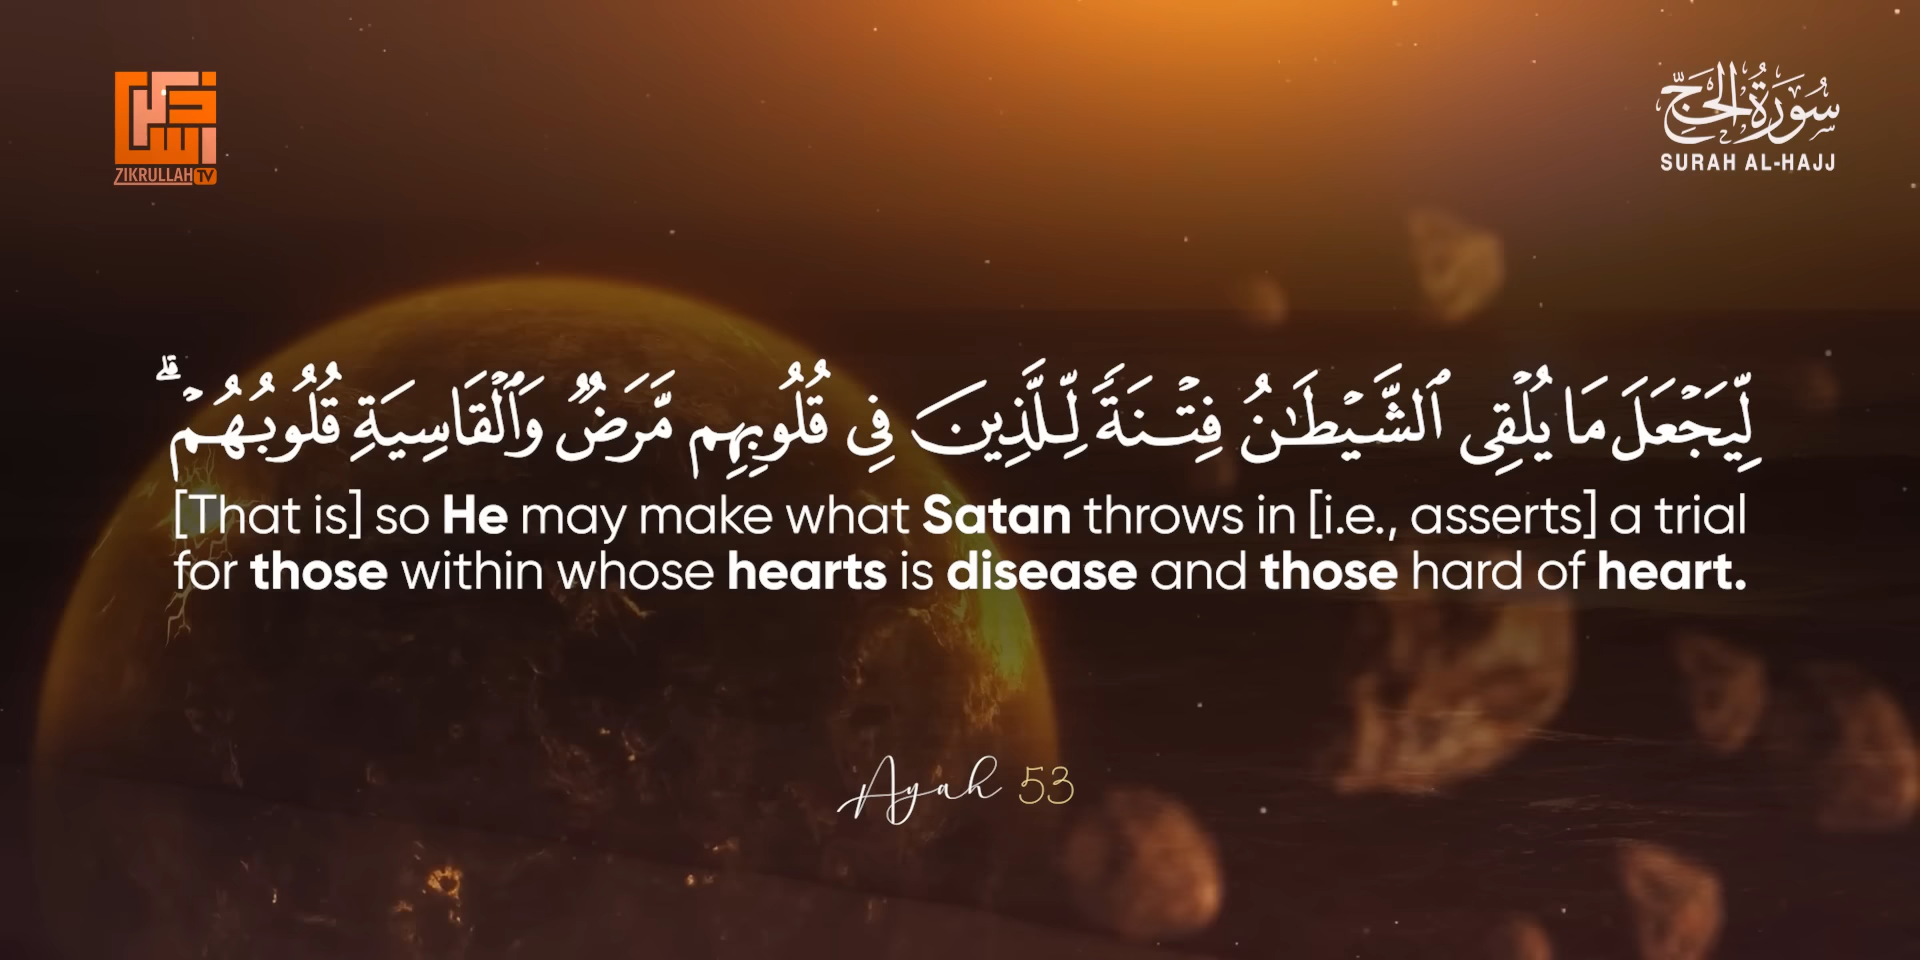 ZIKRULLAH TV
سُورَةُ الحَجِّ
SURAH AL-HAJJ
لِّيَجْعَلَ مَا يُلْقِى ٱلشَّيْطَـٰنُ فِتْنَةً لِّلَّذِينَ فِى قُلُوبِهِم مَّرَضٌ وَٱلْقَاسِيَةِ قُلُوبُهُمْ ۗ
[That is] so He may make what Satan throws in [i.e., asserts] a trial
for those within whose hearts is disease and those hard of heart.
Ayah 53